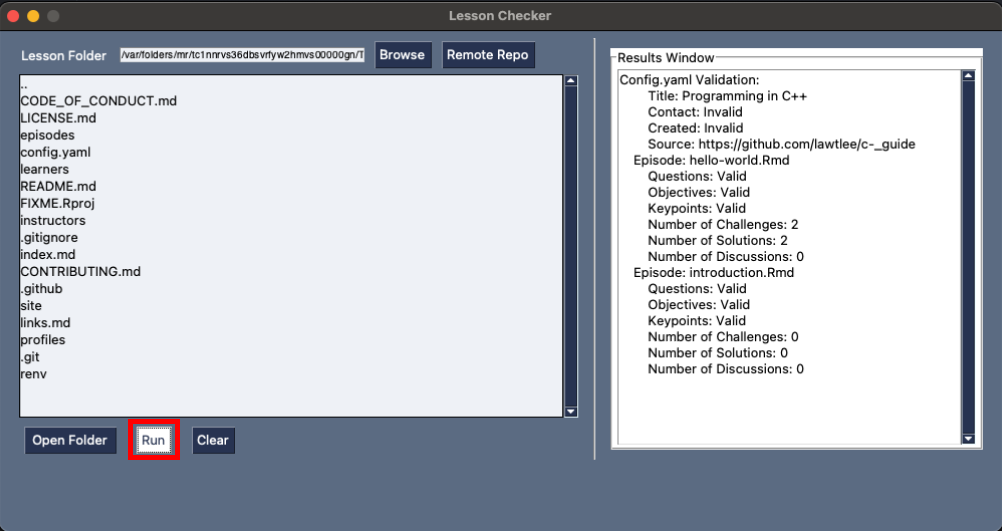 Lesson Checker
Lesson Folder /var/folders/mr/tc1nnrvs36dbsvrfyw2hmvs00000gn/T Browse Remote Repo
..
CODE_OF_CONDUCT.md
LICENSE.md
episodes
config.yaml
learners
README.md
FIXME.Rproj
instructors
.gitignore
index.md
CONTRIBUTING.md
.github
site
links.md
profiles
.git
renv
Open Folder Run Clear
Results Window
Config.yaml Validation:
Title: Programming in C++
Contact: Invalid
Created: Invalid
Source: https://github.com/lawtlee/c-_guide
Episode: hello-world.Rmd
Questions: Valid
Objectives: Valid
Keypoints: Valid
Number of Challenges: 2
Number of Solutions: 2
Number of Discussions: 0
Episode: introduction.Rmd
Questions: Valid
Objectives: Valid
Keypoints: Valid
Number of Challenges: 0
Number of Solutions: 0
Number of Discussions: 0